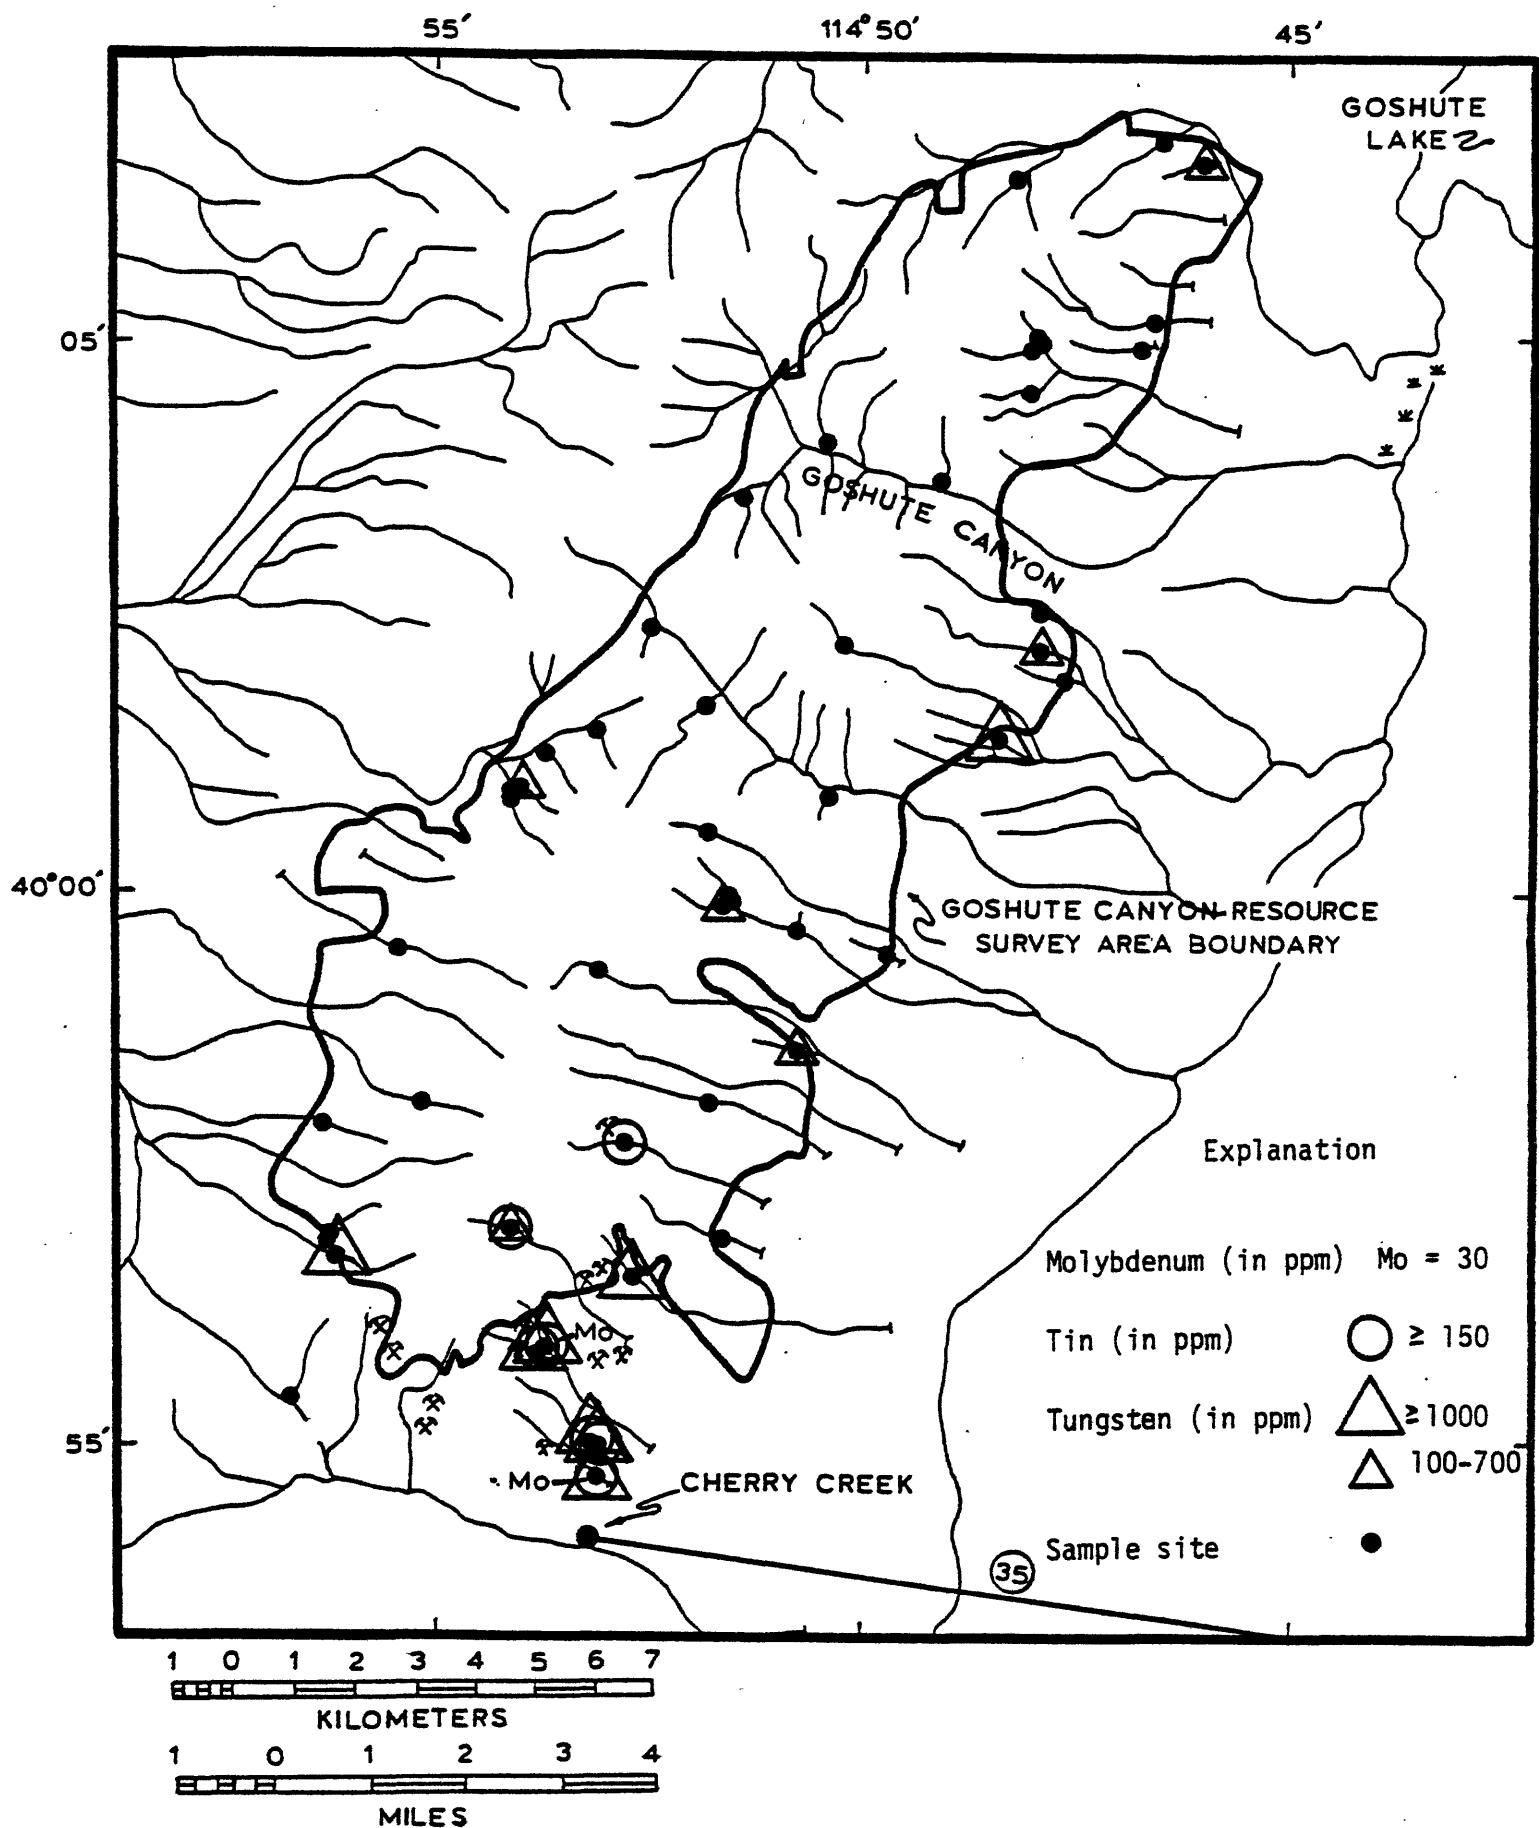 55′
114°50′
45′
GOSHUTE
LAKE
05′
GOSHUTE CANYON
40°00′
GOSHUTE CANYON RESOURCE
SURVEY AREA BOUNDARY
Explanation
Molybdenum (in ppm) Mo = 30
Mo
Tin (in ppm) ≥ 150
Tungsten (in ppm) ≥1000
100-700
55′
Mo
CHERRY CREEK
Sample site
35
1 0 1 2 3 4 5 6 7
KILOMETERS
1 0 1 2 3 4
MILES